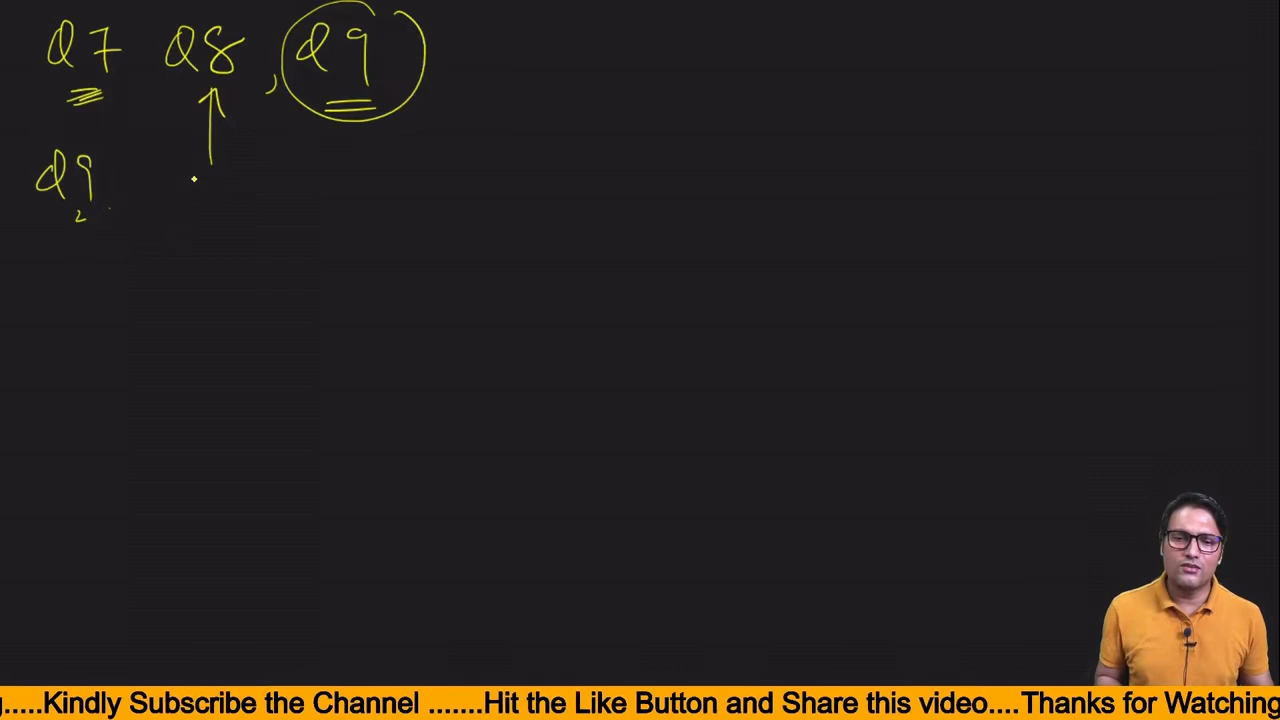 Q7 Q8, Q9
Q9
2
g.....Kindly Subscribe the Channel .......Hit the Like Button and Share this video....Thanks for Watching